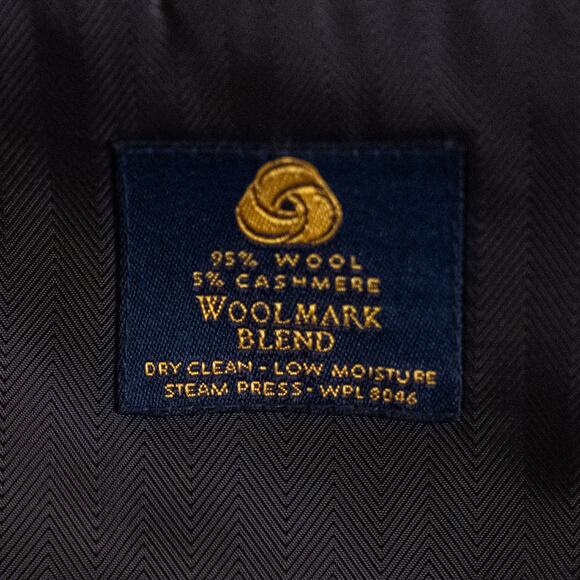 95% WOOL
5% CASHMERE
WOOLMARK
BLEND
DRY CLEAN - LOW MOISTURE
STEAM PRESS - WPL 8046